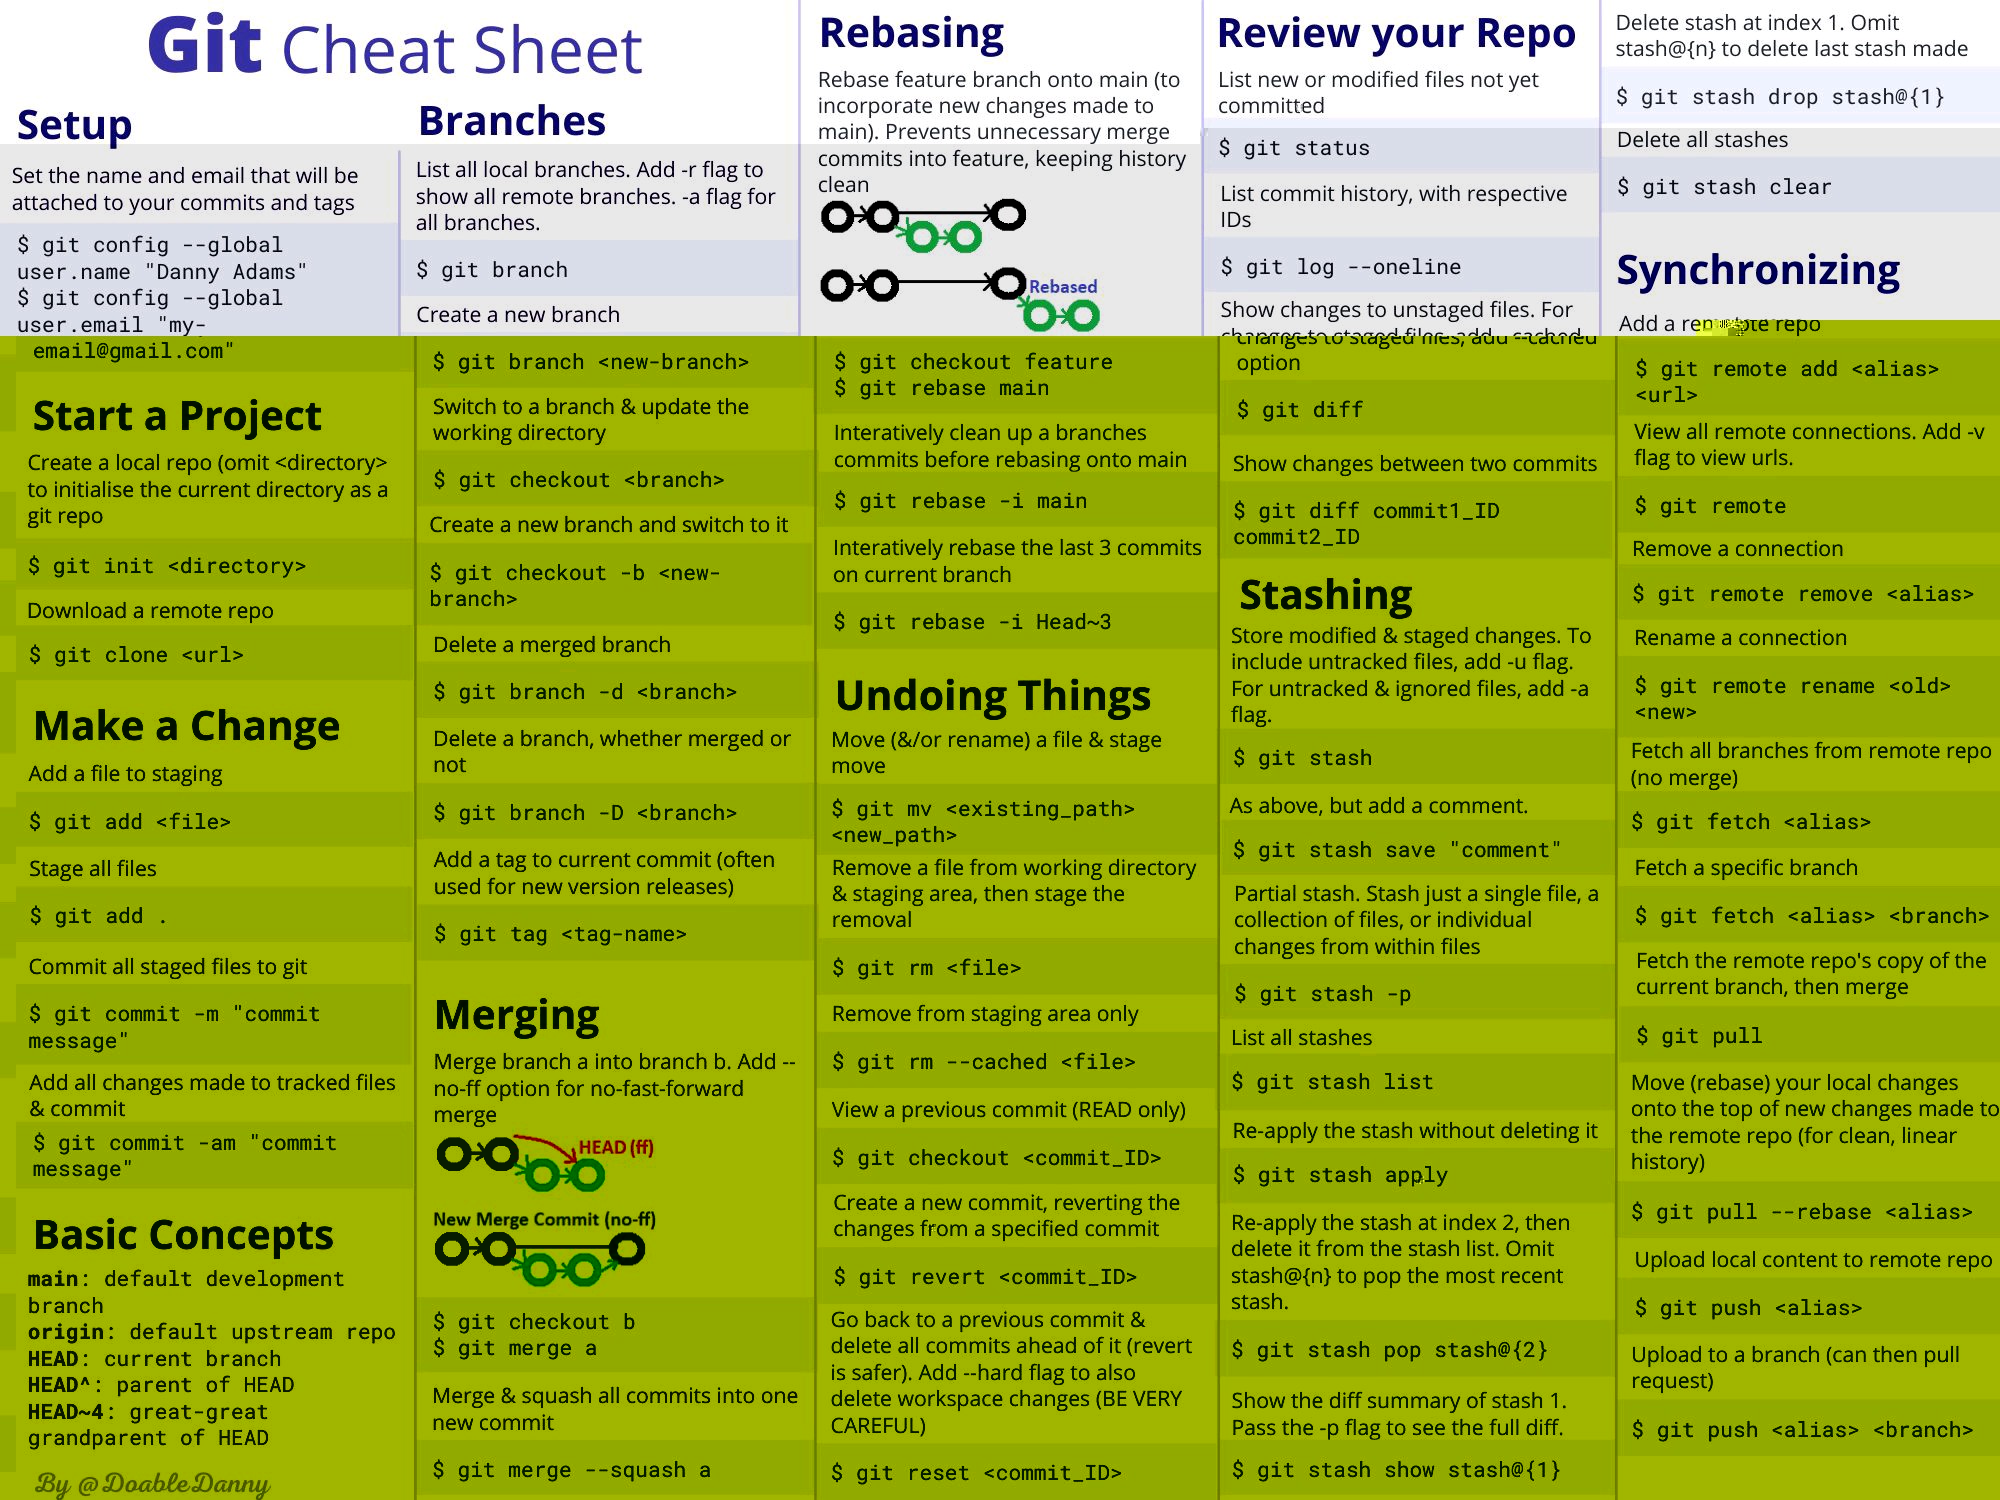 Git Cheat Sheet
Setup
Set the name and email that will be
attached to your commits and tags
$ git config --global
user.name "Danny Adams"
$ git config --global
user.email "my-
email@gmail.com"
Start a Project
Create a local repo (omit <directory>
to initialise the current directory as a
git repo
$ git init <directory>
Download a remote repo
$ git clone <url>
Make a Change
Add a file to staging
$ git add <file>
Stage all files
$ git add .
Commit all staged files to git
$ git commit -m "commit
message"
Add all changes made to tracked files
& commit
$ git commit -am "commit
message"
Basic Concepts
main: default development
branch
origin: default upstream repo
HEAD: current branch
HEAD^: parent of HEAD
HEAD~4: great-great
grandparent of HEAD
By @DoableDanny
Branches
List all local branches. Add -r flag to
show all remote branches. -a flag for
all branches.
$ git branch
Create a new branch
$ git branch <new-branch>
Switch to a branch & update the
working directory
$ git checkout <branch>
Create a new branch and switch to it
$ git checkout -b <new-
branch>
Delete a merged branch
$ git branch -d <branch>
Delete a branch, whether merged or
not
$ git branch -D <branch>
Add a tag to current commit (often
used for new version releases)
$ git tag <tag-name>
Merging
Merge branch a into branch b. Add --
no-ff option for no-fast-forward
merge
HEAD (ff)
New Merge Commit (no-ff)
$ git checkout b
$ git merge a
Merge & squash all commits into one
new commit
$ git merge --squash a
Rebasing
Rebase feature branch onto main (to
incorporate new changes made to
main). Prevents unnecessary merge
commits into feature, keeping history
clean
Rebased
$ git checkout feature
$ git rebase main
Interatively clean up a branches
commits before rebasing onto main
$ git rebase -i main
Interatively rebase the last 3 commits
on current branch
$ git rebase -i Head~3
Undoing Things
Move (&/or rename) a file & stage
move
$ git mv <existing_path>
<new_path>
Remove a file from working directory
& staging area, then stage the
removal
$ git rm <file>
Remove from staging area only
$ git rm --cached <file>
View a previous commit (READ only)
$ git checkout <commit_ID>
Create a new commit, reverting the
changes from a specified commit
$ git revert <commit_ID>
Go back to a previous commit &
delete all commits ahead of it (revert
is safer). Add --hard flag to also
delete workspace changes (BE VERY
CAREFUL)
$ git reset <commit_ID>
Review your Repo
List new or modified files not yet
committed
$ git status
List commit history, with respective
IDs
$ git log --oneline
Show changes to unstaged files. For
changes to staged files, add --cached
option
$ git diff
Show changes between two commits
$ git diff commit1_ID
commit2_ID
Stashing
Store modified & staged changes. To
include untracked files, add -u flag.
For untracked & ignored files, add -a
flag.
$ git stash
As above, but add a comment.
$ git stash save "comment"
Partial stash. Stash just a single file, a
collection of files, or individual
changes from within files
$ git stash -p
List all stashes
$ git stash list
Re-apply the stash without deleting it
$ git stash apply
Re-apply the stash at index 2, then
delete it from the stash list. Omit
stash@{n} to pop the most recent
stash.
$ git stash pop stash@{2}
Show the diff summary of stash 1.
Pass the -p flag to see the full diff.
$ git stash show stash@{1}
Delete stash at index 1. Omit
stash@{n} to delete last stash made
$ git stash drop stash@{1}
Delete all stashes
$ git stash clear
Synchronizing
Add a remote repo
$ git remote add <alias>
<url>
View all remote connections. Add -v
flag to view urls.
$ git remote
Remove a connection
$ git remote remove <alias>
Rename a connection
$ git remote rename <old>
<new>
Fetch all branches from remote repo
(no merge)
$ git fetch <alias>
Fetch a specific branch
$ git fetch <alias> <branch>
Fetch the remote repo's copy of the
current branch, then merge
$ git pull
Move (rebase) your local changes
onto the top of new changes made to
the remote repo (for clean, linear
history)
$ git pull --rebase <alias>
Upload local content to remote repo
$ git push <alias>
Upload to a branch (can then pull
request)
$ git push <alias> <branch>